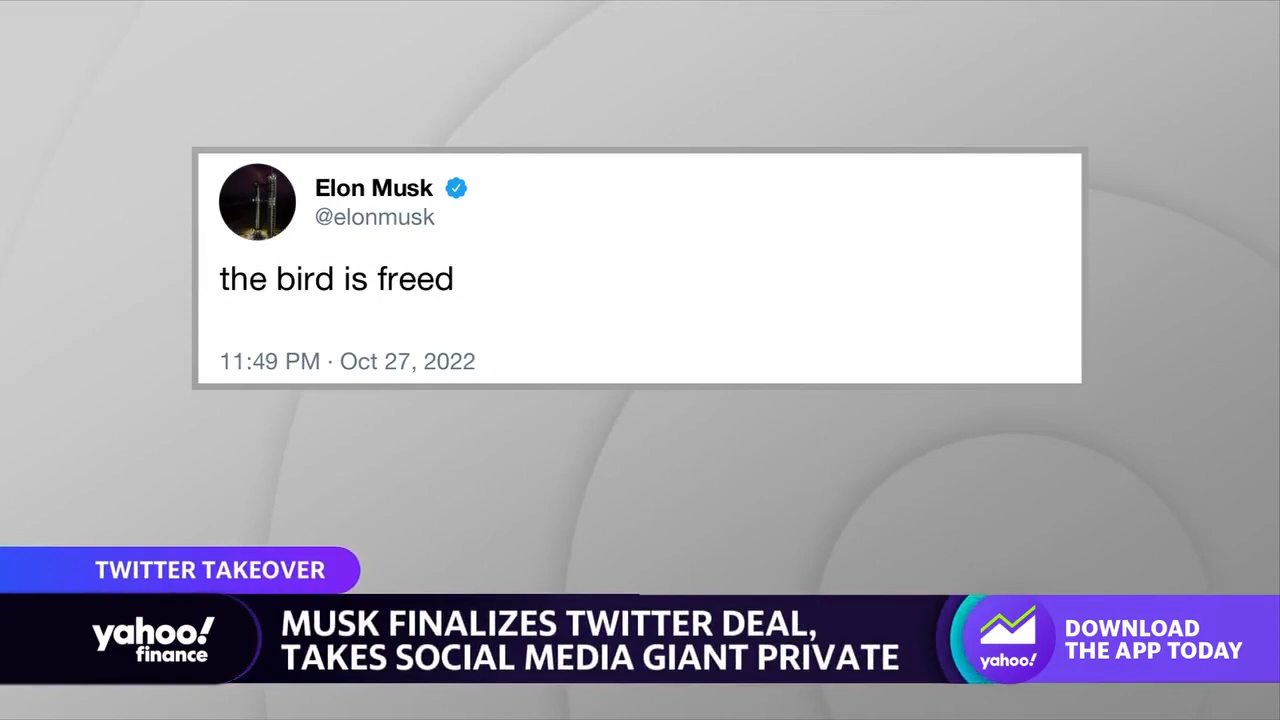 Elon Musk
@elonmusk
the bird is freed
11:49 PM · Oct 27, 2022
TWITTER TAKEOVER
yahoo!
finance
MUSK FINALIZES TWITTER DEAL,
TAKES SOCIAL MEDIA GIANT PRIVATE
yahoo!
DOWNLOAD
THE APP TODAY